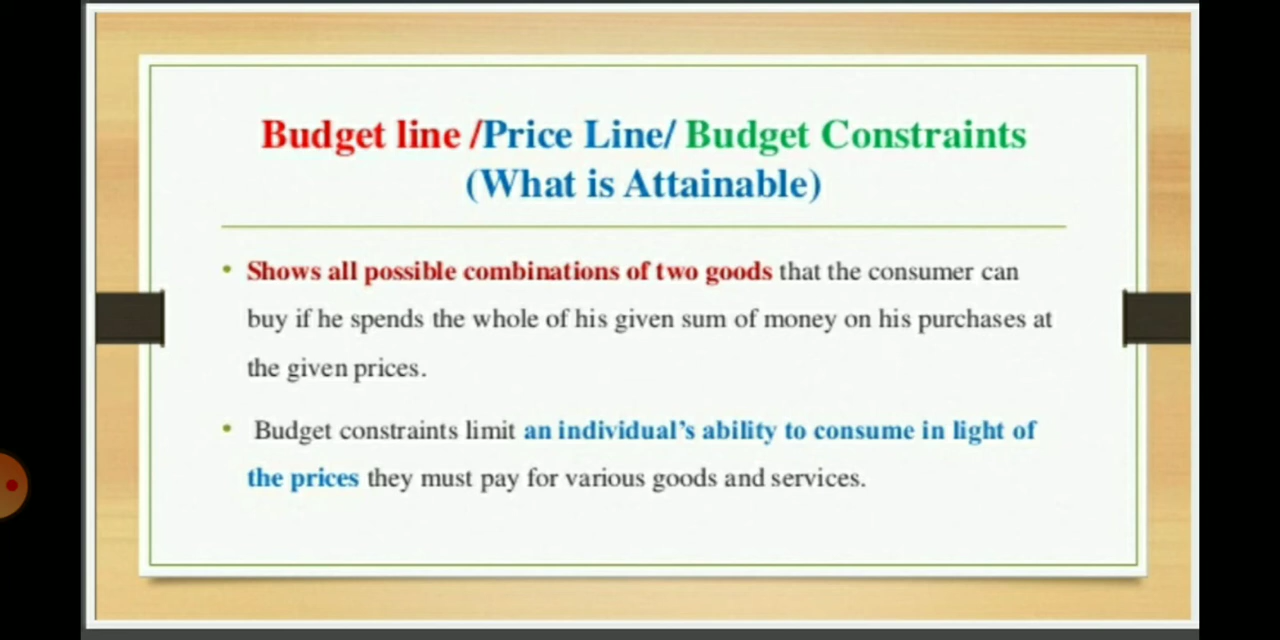 Budget line /Price Line/ Budget Constraints
(What is Attainable)
• Shows all possible combinations of two goods that the consumer can
buy if he spends the whole of his given sum of money on his purchases at
the given prices.
• Budget constraints limit an individual’s ability to consume in light of
the prices they must pay for various goods and services.